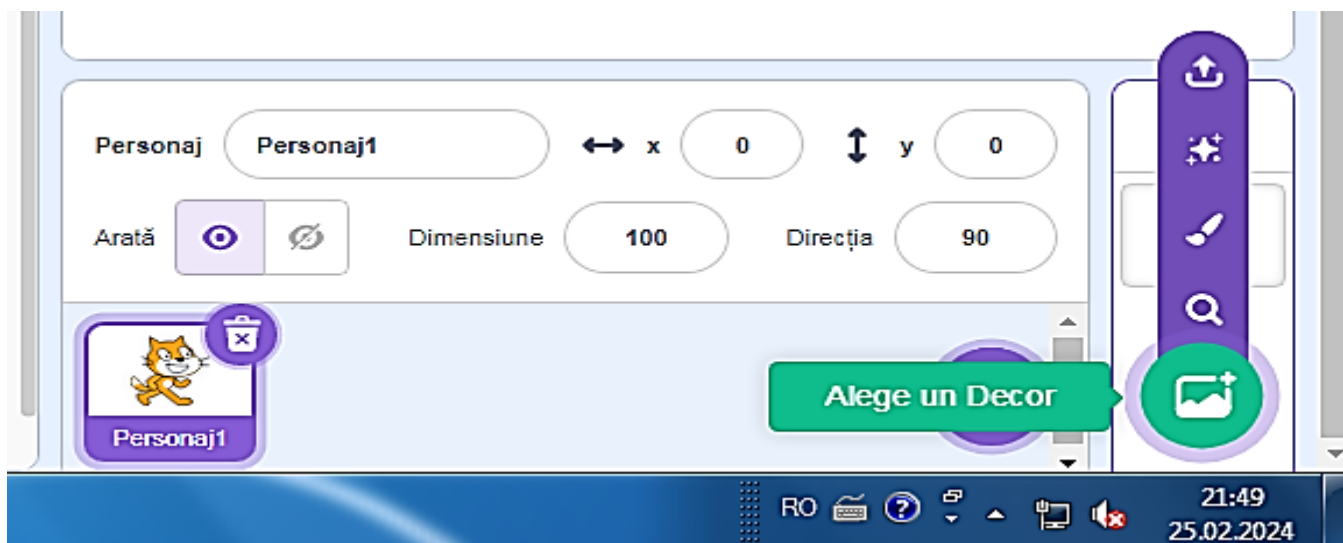 Personaj Personaj1 x 0 y 0
Arată Dimensiune 100 Direcția 90
Alege un Decor
Personaj1
RO 21:49
25.02.2024